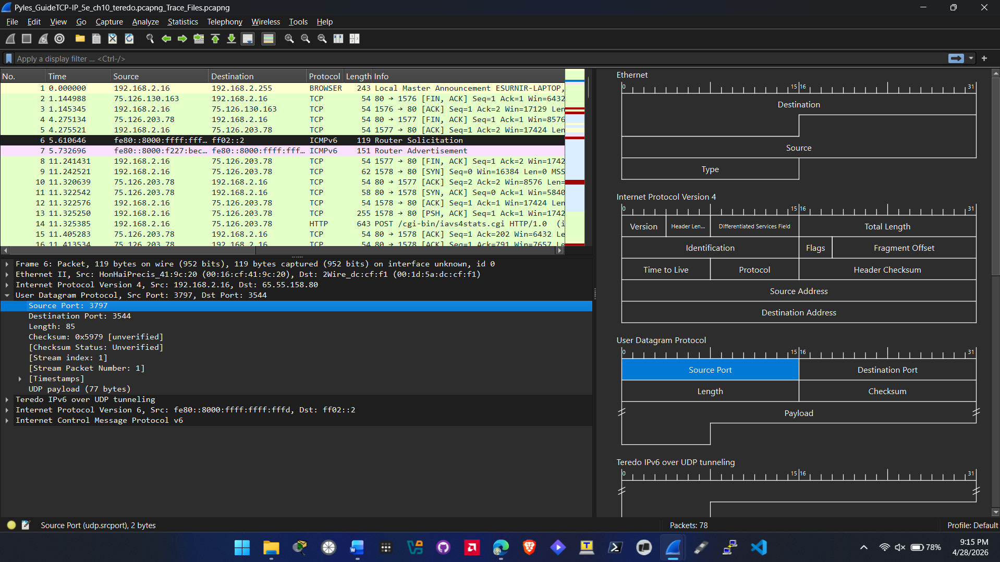 Pyles_GuideTCP-IP_5e_ch10_teredo.pcapng_Trace_Files.pcapng
File Edit View Go Capture Analyze Statistics Telephony Wireless Tools Help
Apply a display filter ... <Ctrl-/>
No. Time Source Destination Protocol Length Info
1 0.000000 192.168.2.16 192.168.2.255 BROWSER 243 Local Master Announcement ESURNIR-LAPTOP,
2 1.144988 75.126.130.163 192.168.2.16 TCP 54 80 → 1576 [FIN, ACK] Seq=1 Ack=1 Win=6432
3 1.145345 192.168.2.16 75.126.130.163 TCP 54 1576 → 80 [ACK] Seq=1 Ack=2 Win=17129 Len
4 4.275134 75.126.203.78 192.168.2.16 TCP 54 80 → 1577 [FIN, ACK] Seq=1 Ack=1 Win=8576
5 4.275521 192.168.2.16 75.126.203.78 TCP 54 1577 → 80 [ACK] Seq=1 Ack=2 Win=17424 Len
6 5.610646 fe80::8000:ffff:fff… ff02::2 ICMPv6 119 Router Solicitation
7 5.732696 fe80::8000:f227:bec… fe80::8000:ffff:fff… ICMPv6 151 Router Advertisement
8 11.241431 192.168.2.16 75.126.203.78 TCP 54 1577 → 80 [FIN, ACK] Seq=1 Ack=2 Win=1742
9 11.242521 192.168.2.16 75.126.203.78 TCP 62 1578 → 80 [SYN] Seq=0 Win=16384 Len=0 MSS
10 11.320639 75.126.203.78 192.168.2.16 TCP 54 80 → 1577 [ACK] Seq=2 Ack=2 Win=8576 Len=
11 11.322542 75.126.203.78 192.168.2.16 TCP 58 80 → 1578 [SYN, ACK] Seq=0 Ack=1 Win=5840
12 11.322576 192.168.2.16 75.126.203.78 TCP 54 1578 → 80 [ACK] Seq=1 Ack=1 Win=17424 Len
13 11.325250 192.168.2.16 75.126.203.78 TCP 255 1578 → 80 [PSH, ACK] Seq=1 Ack=1 Win=1742
14 11.325385 192.168.2.16 75.126.203.78 HTTP 643 POST /cgi-bin/iavs4stats.cgi HTTP/1.0 (i
15 11.405283 75.126.203.78 192.168.2.16 TCP 54 80 → 1578 [ACK] Seq=1 Ack=202 Win=6432 Le
16 11.413534 75.126.203.78 192.168.2.16 TCP 54 80 → 1578 [ACK] Seq=1 Ack=791 Win=7657 Le
Frame 6: Packet, 119 bytes on wire (952 bits), 119 bytes captured (952 bits) on interface unknown, id 0
Ethernet II, Src: HonHaiPrecis_41:9c:20 (00:16:cf:41:9c:20), Dst: 2Wire_dc:cf:f1 (00:1d:5a:dc:cf:f1)
Internet Protocol Version 4, Src: 192.168.2.16, Dst: 65.55.158.80
User Datagram Protocol, Src Port: 3797, Dst Port: 3544
Source Port: 3797
Destination Port: 3544
Length: 85
Checksum: 0x5979 [unverified]
[Checksum Status: Unverified]
[Stream index: 1]
[Stream Packet Number: 1]
[Timestamps]
UDP payload (77 bytes)
Teredo IPv6 over UDP tunneling
Internet Protocol Version 6, Src: fe80::8000:ffff:ffff:fffd, Dst: ff02::2
Internet Control Message Protocol v6
Ethernet
0 15 16 31
Destination
Source
Type
Internet Protocol Version 4
0 15 16 31
Version Header Len... Differentiated Services Field Total Length
Identification Flags Fragment Offset
Time to Live Protocol Header Checksum
Source Address
Destination Address
User Datagram Protocol
0 15 16 31
Source Port Destination Port
Length Checksum
Payload
Teredo IPv6 over UDP tunneling
0 15 16 31
Source Port (udp.srcport), 2 bytes
Packets: 78
Profile: Default
78%
9:15 PM
4/28/2026